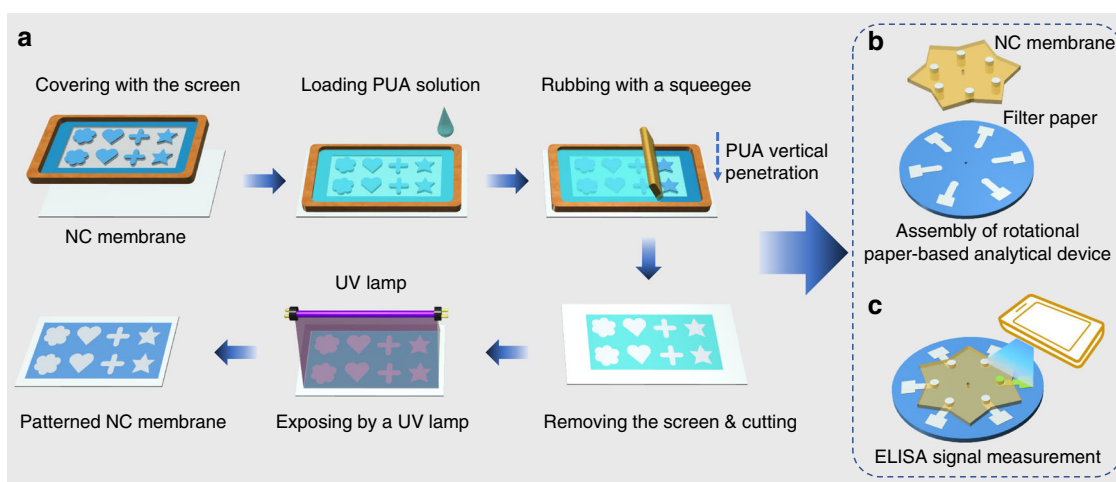 a
Covering with the screen
Loading PUA solution
Rubbing with a squeegee
PUA vertical
penetration
NC membrane
UV lamp
Patterned NC membrane
Exposing by a UV lamp
Removing the screen & cutting
b
NC membrane
Filter paper
Assembly of rotational
paper-based analytical device
c
ELISA signal measurement